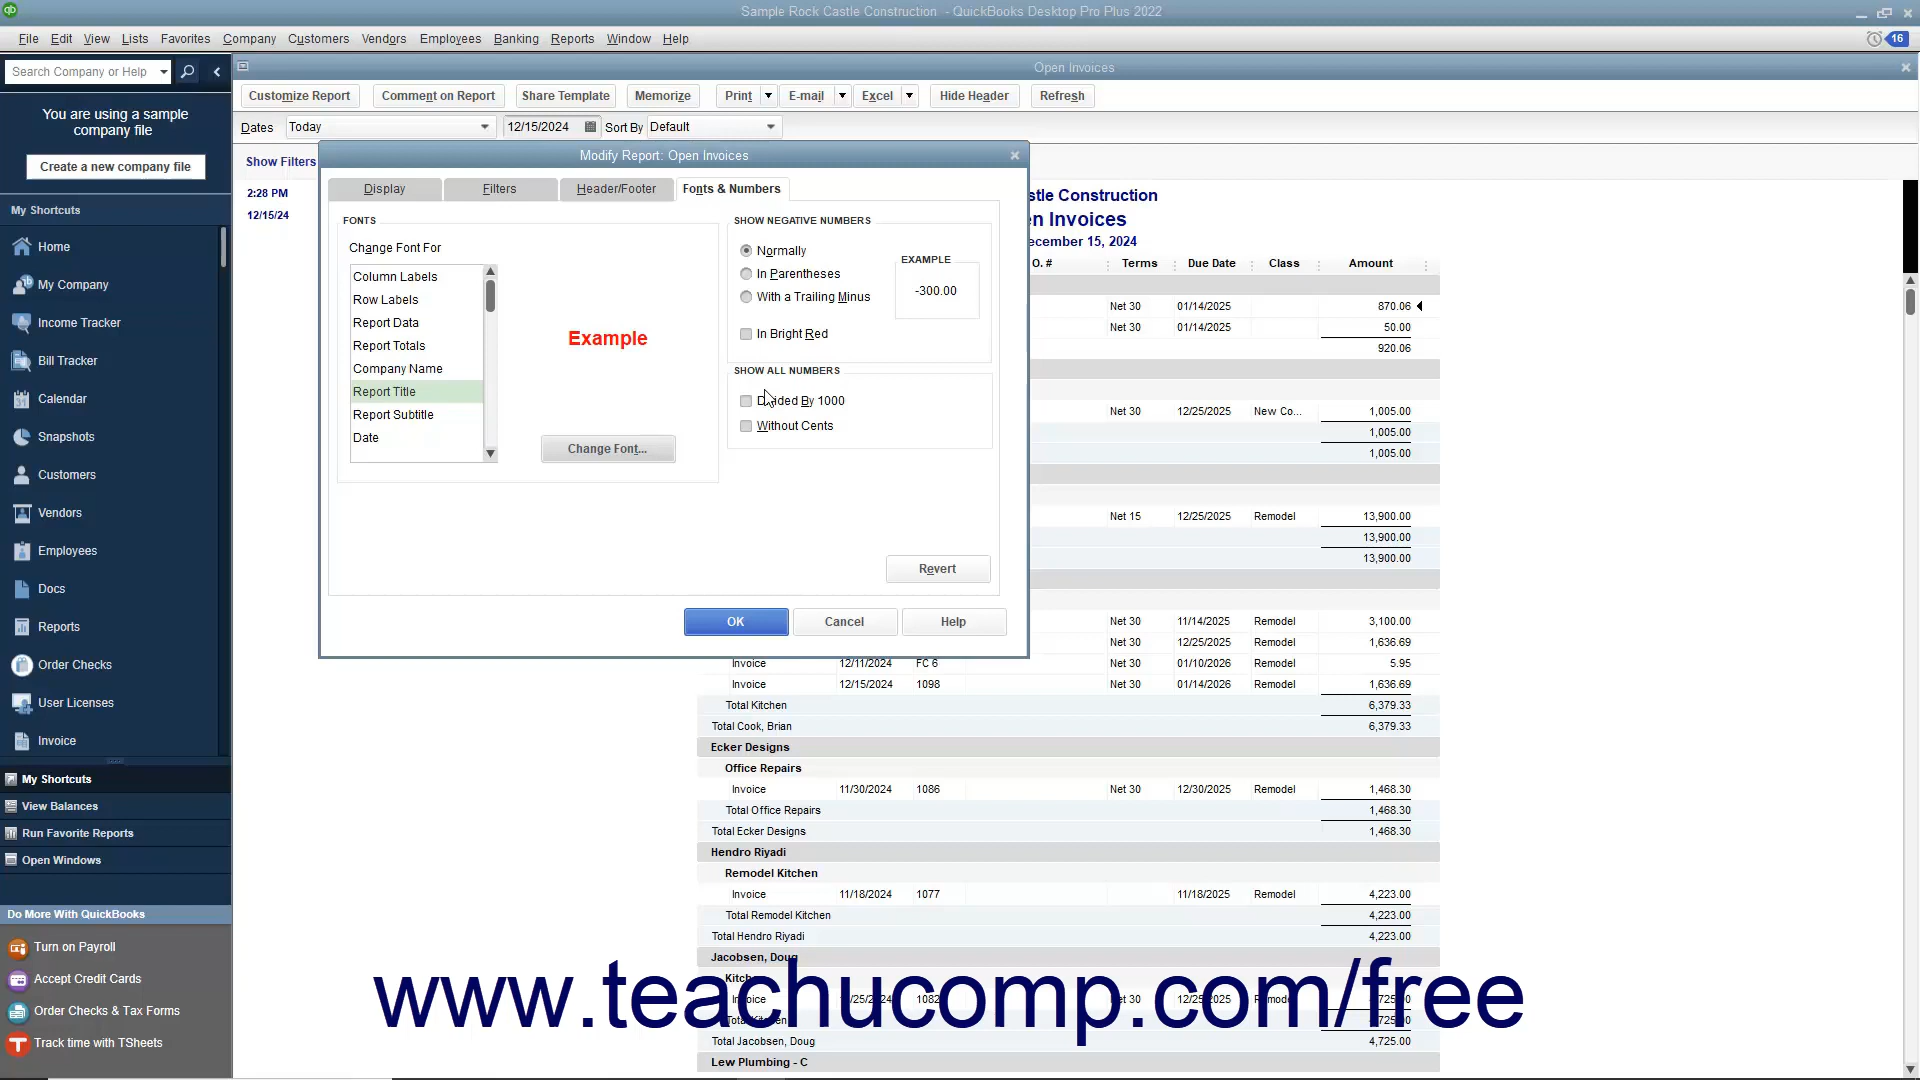 Sample Rock Castle Construction - QuickBooks Desktop Pro Plus 2022
File Edit View Lists Favorites Company Customers Vendors Employees Banking Reports Window Help
16
Search Company or Help
Open Invoices
You are using a sample
company file
Create a new company file
Customize Report Comment on Report Share Template Memorize Print E-mail Excel Hide Header Refresh
Dates Today 12/15/2024 Sort By Default
Show Filters
2:28 PM
12/15/24
My Shortcuts
Home
My Company
Income Tracker
Bill Tracker
Calendar
Snapshots
Customers
Vendors
Employees
Docs
Reports
Order Checks
User Licenses
Invoice
My Shortcuts
View Balances
Run Favorite Reports
Open Windows
Do More With QuickBooks
Turn on Payroll
Accept Credit Cards
Order Checks & Tax Forms
Track time with TSheets
Modify Report: Open Invoices
Display Filters Header/Footer Fonts & Numbers
FONTS
Change Font For
Column Labels
Row Labels
Report Data
Report Totals
Company Name
Report Title
Report Subtitle
Date
Example
Change Font...
SHOW NEGATIVE NUMBERS
Normally
In Parentheses
With a Trailing Minus
In Bright Red
EXAMPLE
-300.00
SHOW ALL NUMBERS
Divided By 1000
Without Cents
Revert
OK Cancel Help
stle Construction
n Invoices
ecember 15, 2024
O. # Terms Due Date Class Amount
Net 30 01/14/2025 870.06
Net 30 01/14/2025 50.00
920.06
Net 30 12/25/2025 New Co... 1,005.00
1,005.00
1,005.00
Net 15 12/25/2025 Remodel 13,900.00
13,900.00
13,900.00
Net 30 11/14/2025 Remodel 3,100.00
Net 30 12/25/2025 Remodel 1,636.69
Invoice 12/11/2024 FC 6 Net 30 01/10/2026 Remodel 5.95
Invoice 12/15/2024 1098 Net 30 01/14/2026 Remodel 1,636.69
Total Kitchen 6,379.33
Total Cook, Brian 6,379.33
Ecker Designs
Office Repairs
Invoice 11/30/2024 1086 Net 30 12/30/2025 Remodel 1,468.30
Total Office Repairs 1,468.30
Total Ecker Designs 1,468.30
Hendro Riyadi
Remodel Kitchen
Invoice 11/18/2024 1077 11/18/2025 Remodel 4,223.00
Total Remodel Kitchen 4,223.00
Total Hendro Riyadi 4,223.00
Jacobsen, Doug
Kitchen
Invoice 1082 Net 30
Total Jacobsen, Doug 4,725.00
Lew Plumbing - C
www.teachucomp.com/free